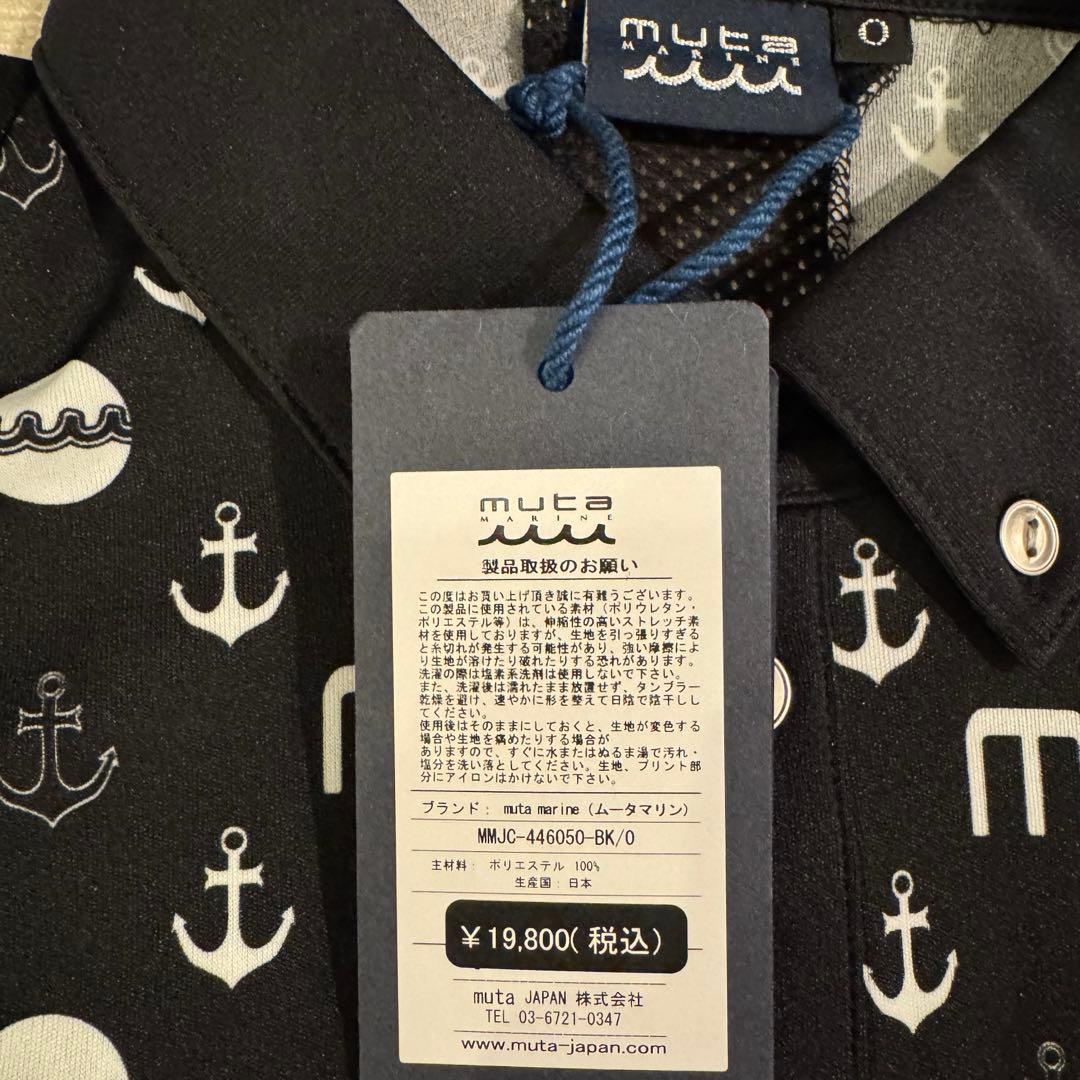 muta
MARINE
0
muta
MARINE
製品取扱のお願い
この度はお買い上げ頂き誠に有難うございます。
この製品に使用されている素材（ポリウレタン・
ポリエステル等）は、伸縮性の高いストレッチ素
材を使用しておりますが、生地を引っ張りすぎる
と糸切れが発生する可能性があり、強い摩擦によ
り生地が溶けたり破れたりする恐れがあります。
洗濯の際は塩素系洗剤は使用しないで下さい。
また、洗濯後は濡れたまま放置せず、タンブラー
乾燥を避け、速やかに形を整えて日陰で陰干しし
てください。
使用後はそのままにしておくと、生地が変色する
場合や生地を痛めたりする場合が
ありますので、すぐに水またはぬるま湯で汚れ・
塩分を洗い落としてください。生地、プリント部
分にアイロンはかけないで下さい。
ブランド： muta marine（ムータマリン）
MMJC-446050-BK/0
主材料： ポリエステル 100%
生産国：日本
￥19,800(税込)
muta JAPAN 株式会社
TEL 03-6721-0347
www.muta-japan.com